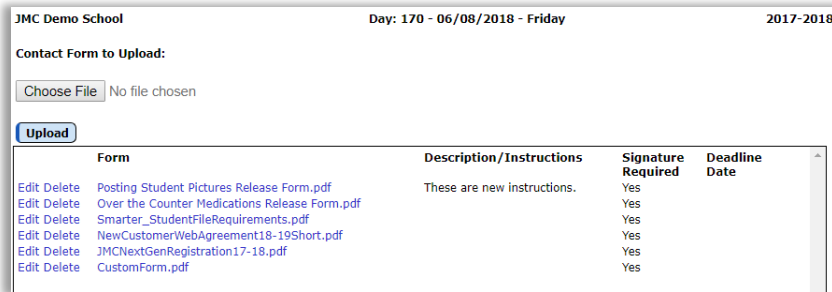 JMC Demo School Day: 170 - 06/08/2018 - Friday 2017-2018
Contact Form to Upload:
Choose File No file chosen
Upload
Form Description/Instructions Signature Required Deadline Date
Edit Delete Posting Student Pictures Release Form.pdf These are new instructions. Yes
Edit Delete Over the Counter Medications Release Form.pdf Yes
Edit Delete Smarter_StudentFileRequirements.pdf Yes
Edit Delete NewCustomerWebAgreement18-19Short.pdf Yes
Edit Delete JMCNextGenRegistration17-18.pdf Yes
Edit Delete CustomForm.pdf Yes